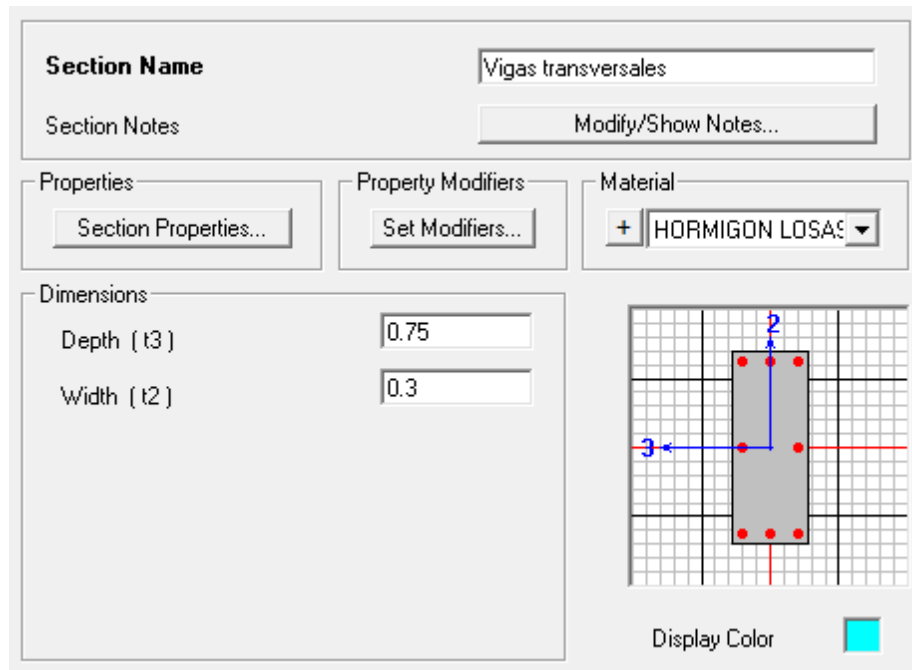 Section Name Vigas transversales
Section Notes Modify/Show Notes...
Properties Property Modifiers Material
Section Properties... Set Modifiers... + HORMIGON LOSAS
Dimensions
Depth ( t3 ) 0.75
Width ( t2 ) 0.3
2
3
Display Color